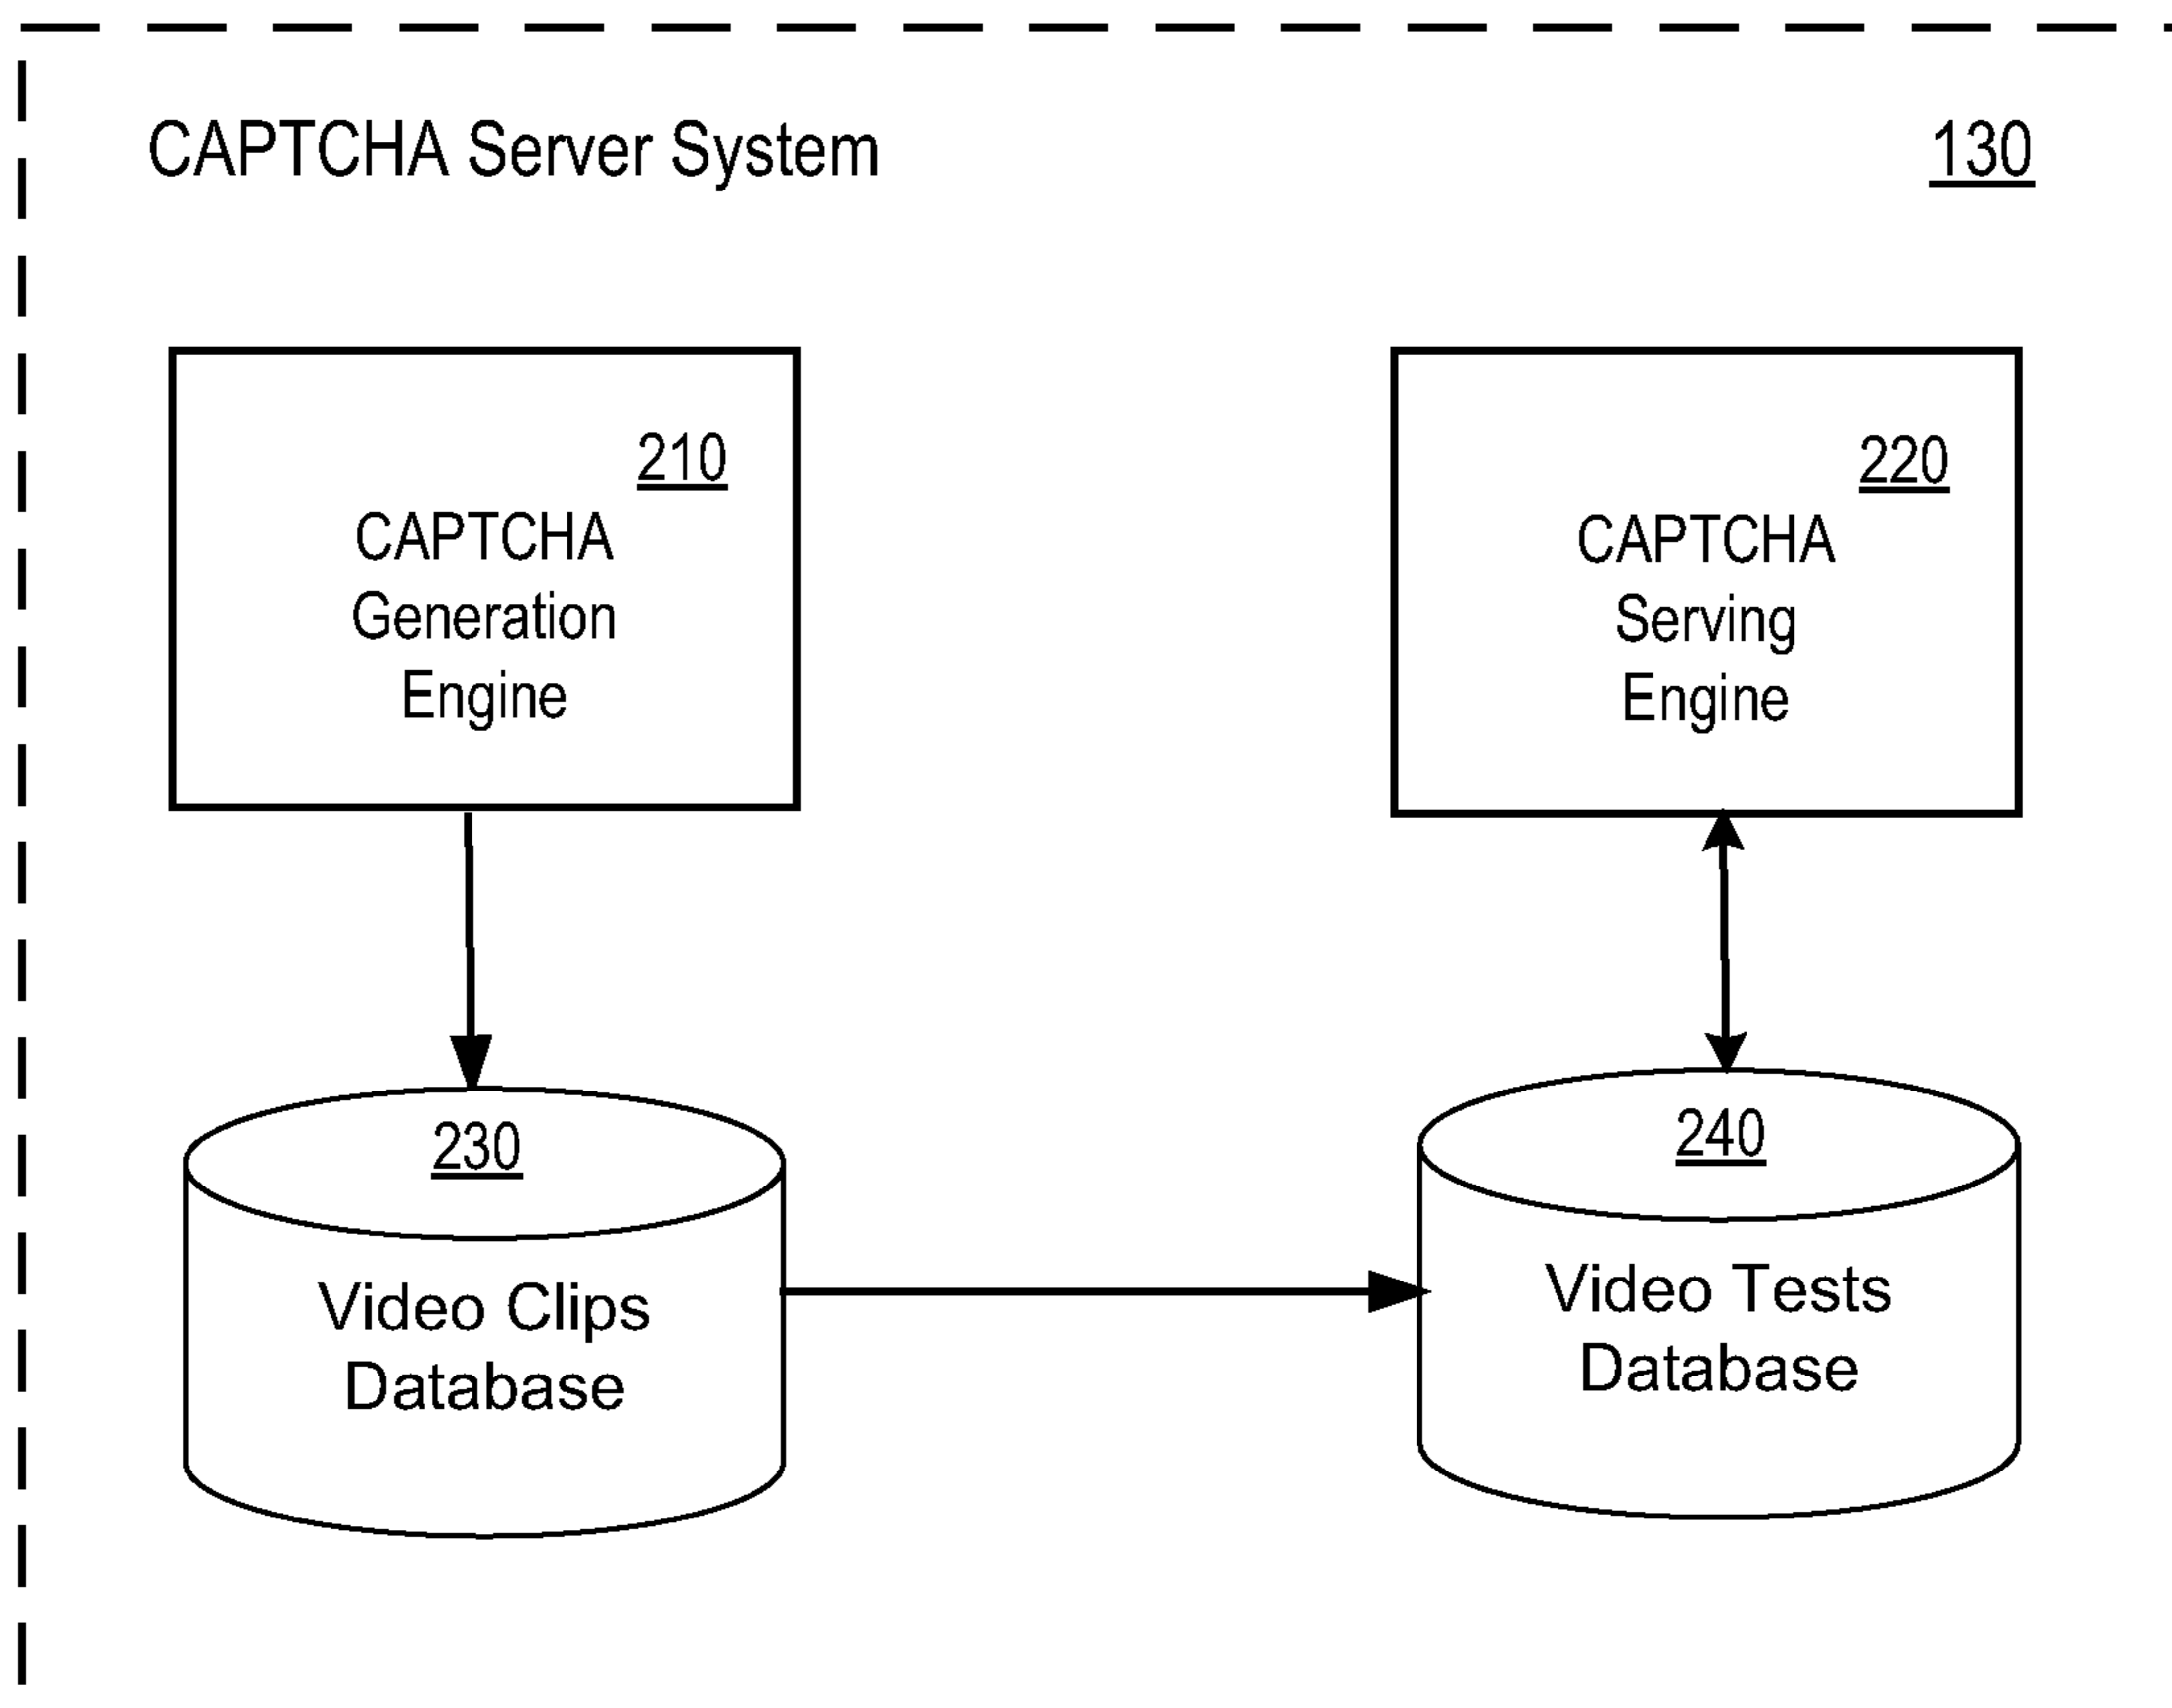 CAPTCHA Server System
130
210
CAPTCHA
Generation
Engine
220
CAPTCHA
Serving
Engine
230
Video Clips
Database
240
Video Tests
Database